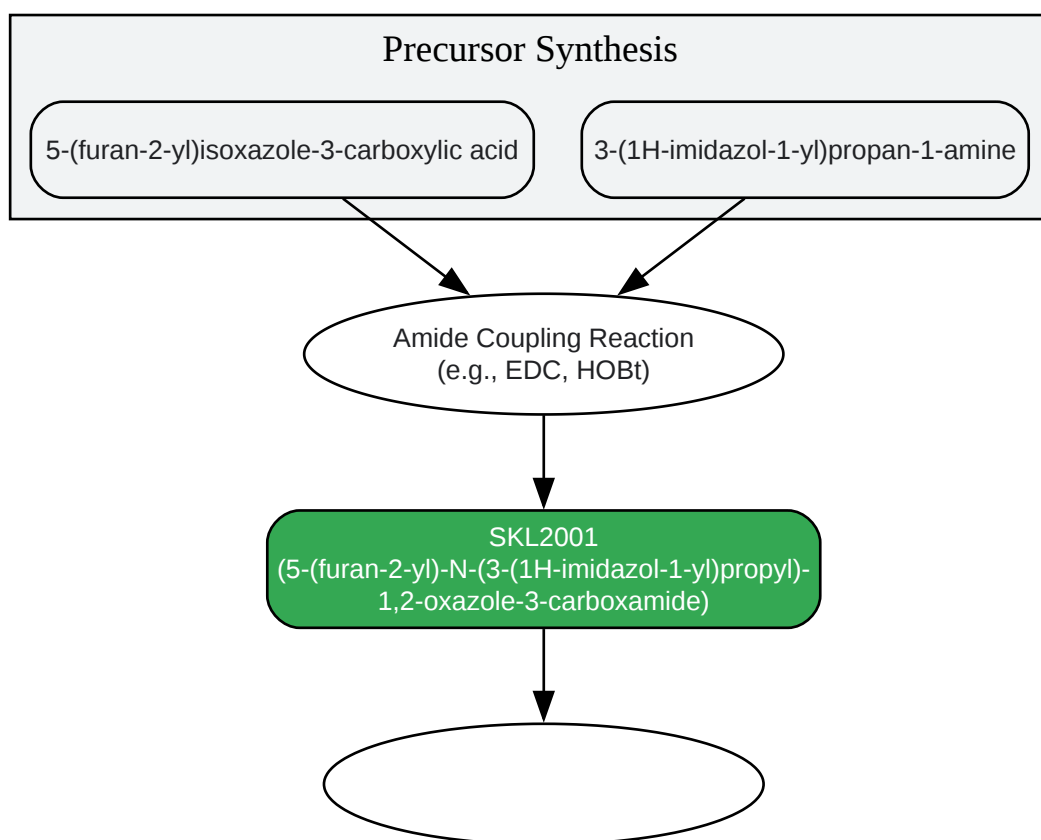 Precursor Synthesis
5-(furan-2-yl)isoxazole-3-carboxylic acid
3-(1H-imidazol-1-yl)propan-1-amine
Amide Coupling Reaction
(e.g., EDC, HOBt)
SKL2001
(5-(furan-2-yl)-N-(3-(1H-imidazol-1-yl)propyl)-
1,2-oxazole-3-carboxamide)